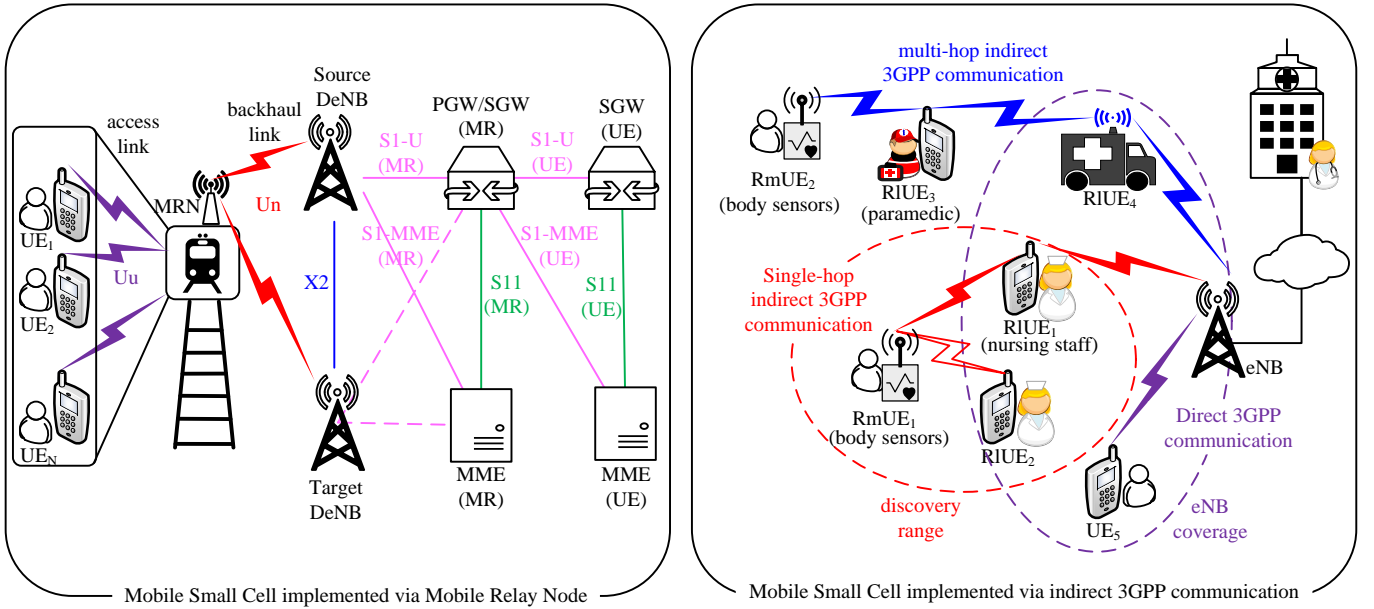 Source
DeNB
backhaul
link
access
link
PGW/SGW
(MR)
SGW
(UE)
S1-U
(MR)
S1-U
(UE)
MRN
Un
UE1
Uu
UE2
UEN
X2
S1-MME
(MR)
S1-MME
(UE)
S11
(MR)
S11
(UE)
Target
DeNB
MME
(MR)
MME
(UE)
Mobile Small Cell implemented via Mobile Relay Node
multi-hop indirect
3GPP communication
RmUE2
(body sensors)
RlUE3
(paramedic)
RlUE4
Single-hop
indirect 3GPP
communication
RlUE1
(nursing staff)
RmUE1
(body sensors)
RlUE2
eNB
Direct 3GPP
communication
UE5
discovery
range
eNB
coverage
Mobile Small Cell implemented via indirect 3GPP communication